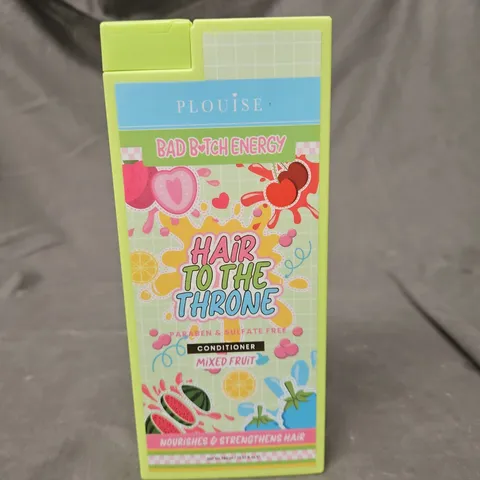 PLOUISE
BAD B♥TCH ENERGY
HAIR
TO THE
THRONE
PARABEN & SULFATE FREE
CONDITIONER
MIXED FRUIT
NOURISHES & STRENGTHENS HAIR